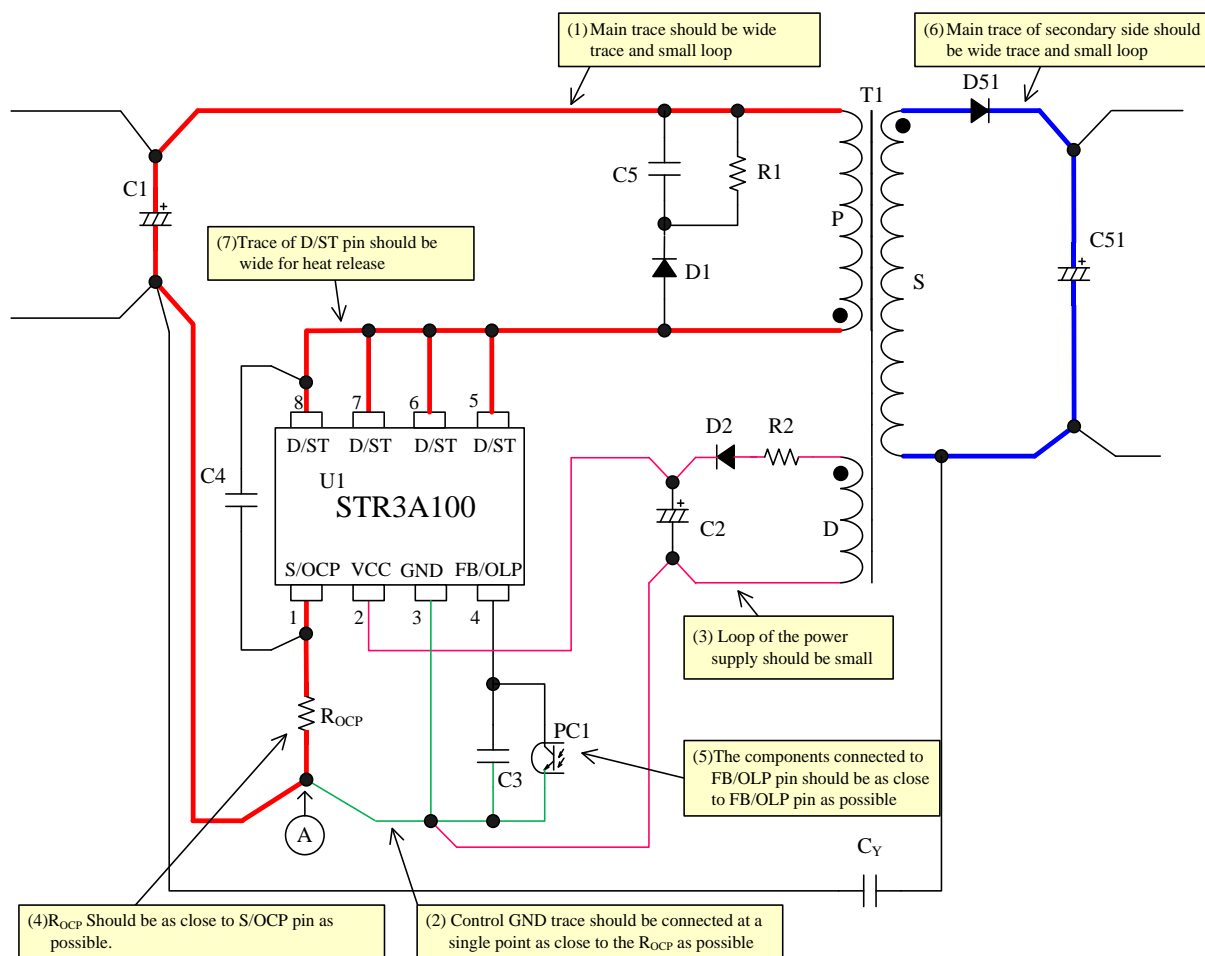 (1) Main trace should be wide
trace and small loop
(6) Main trace of secondary side should
be wide trace and small loop
D51
T1
C1
C5
R1
P
S
C51
(7)Trace of D/ST pin should be
wide for heat release
D1
8
7
6
5
D/ST
D/ST
D/ST
D/ST
D2
R2
C4
U1
STR3A100
C2
D
S/OCP
VCC
GND
FB/OLP
1
2
3
4
(3) Loop of the power
supply should be small
ROCP
PC1
C3
(5)The components connected to
FB/OLP pin should be as close
to FB/OLP pin as possible
A
CY
(4)ROCP Should be as close to S/OCP pin as
possible.
(2) Control GND trace should be connected at a
single point as close to the ROCP as possible